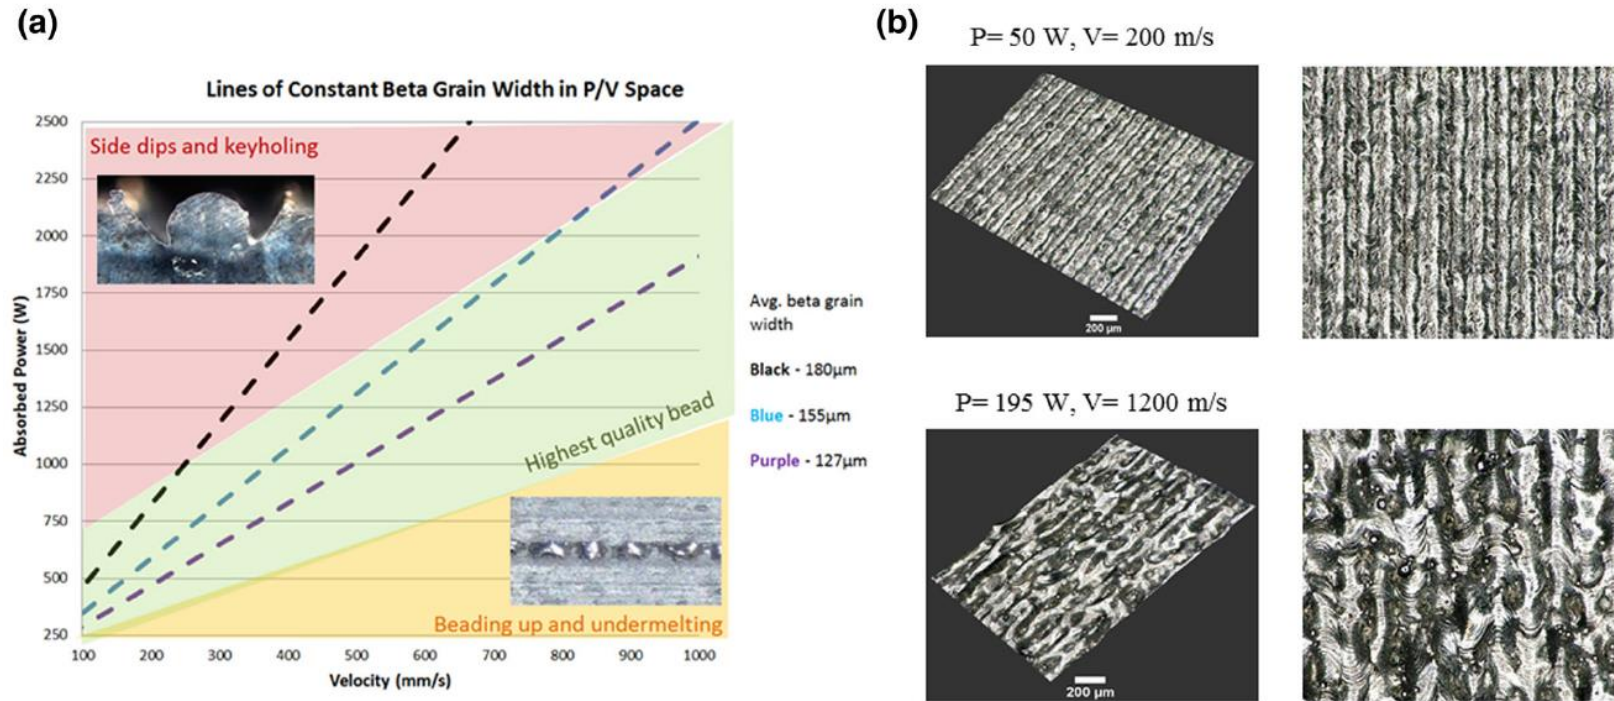 (a)
Lines of Constant Beta Grain Width in P/V Space
Absorbed Power (W)
2500
2250
2000
1750
1500
1250
1000
750
500
250
Side dips and keyholing
Highest quality bead
Beading up and undermelting
100 200 300 400 500 600 700 800 900 1000
Velocity (mm/s)
Avg. beta grain
width
Black - 180µm
Blue - 155µm
Purple - 127µm
(b)
P= 50 W, V= 200 m/s
200 µm
P= 195 W, V= 1200 m/s
200 µm